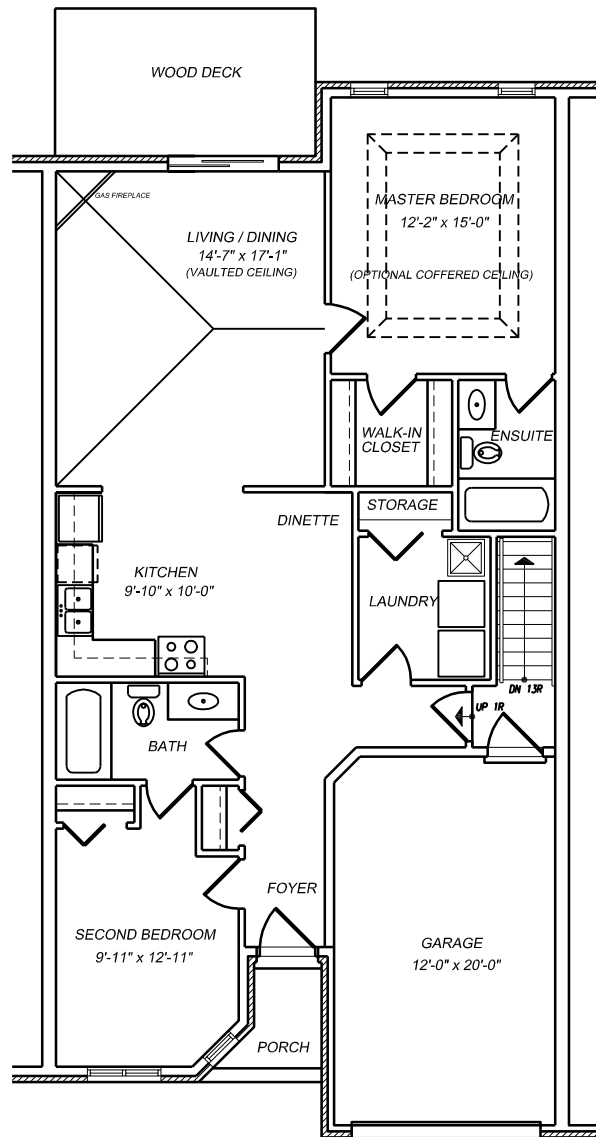 WOOD DECK
GAS FIREPLACE
LIVING / DINING
14'-7" x 17'-1"
(VAULTED CEILING)
MASTER BEDROOM
12'-2" x 15'-0"
(OPTIONAL COFFERED CEILING)
WALK-IN
CLOSET
ENSUITE
STORAGE
DINETTE
KITCHEN
9'-10" x 10'-0"
LAUNDRY
DN 13R
UP 1R
BATH
FOYER
SECOND BEDROOM
9'-11" x 12'-11"
GARAGE
12'-0" x 20'-0"
PORCH